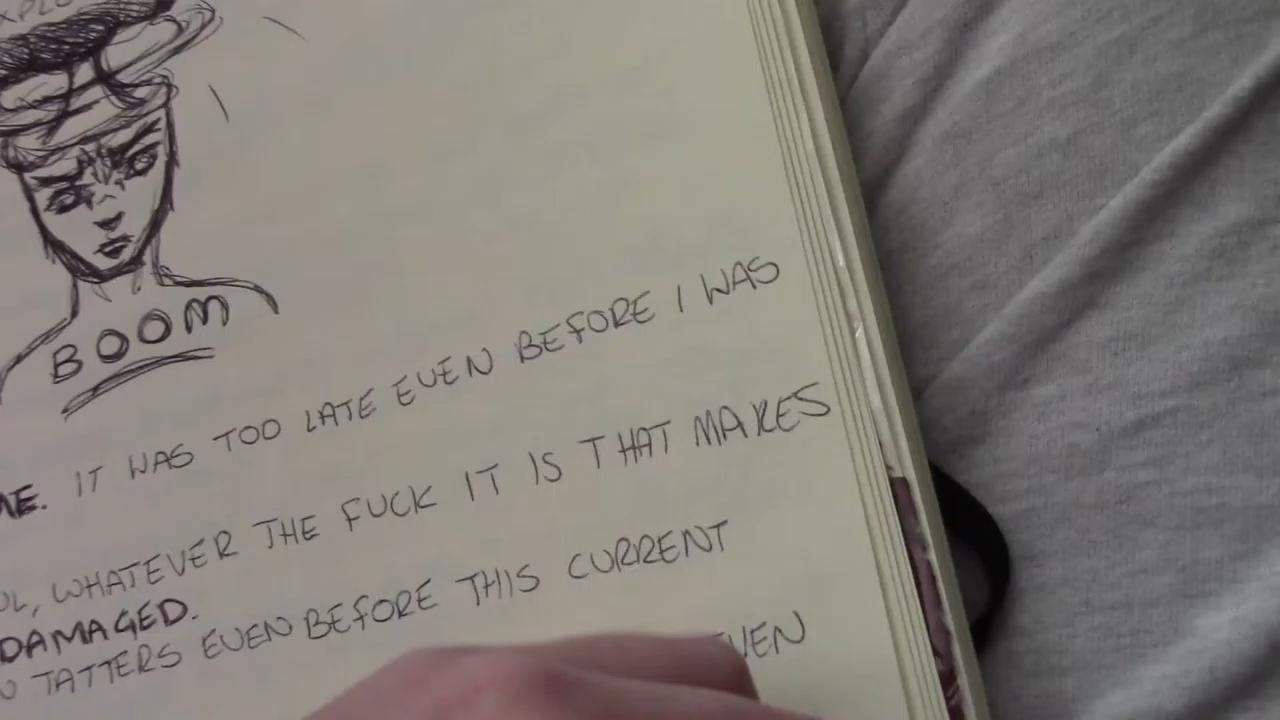 BOOM
IT WAS TOO LATE EVEN BEFORE I WAS
WHATEVER THE FUCK IT IS THAT MAKES
DAMAGED.
TATTERS EVEN BEFORE THIS CURRENT